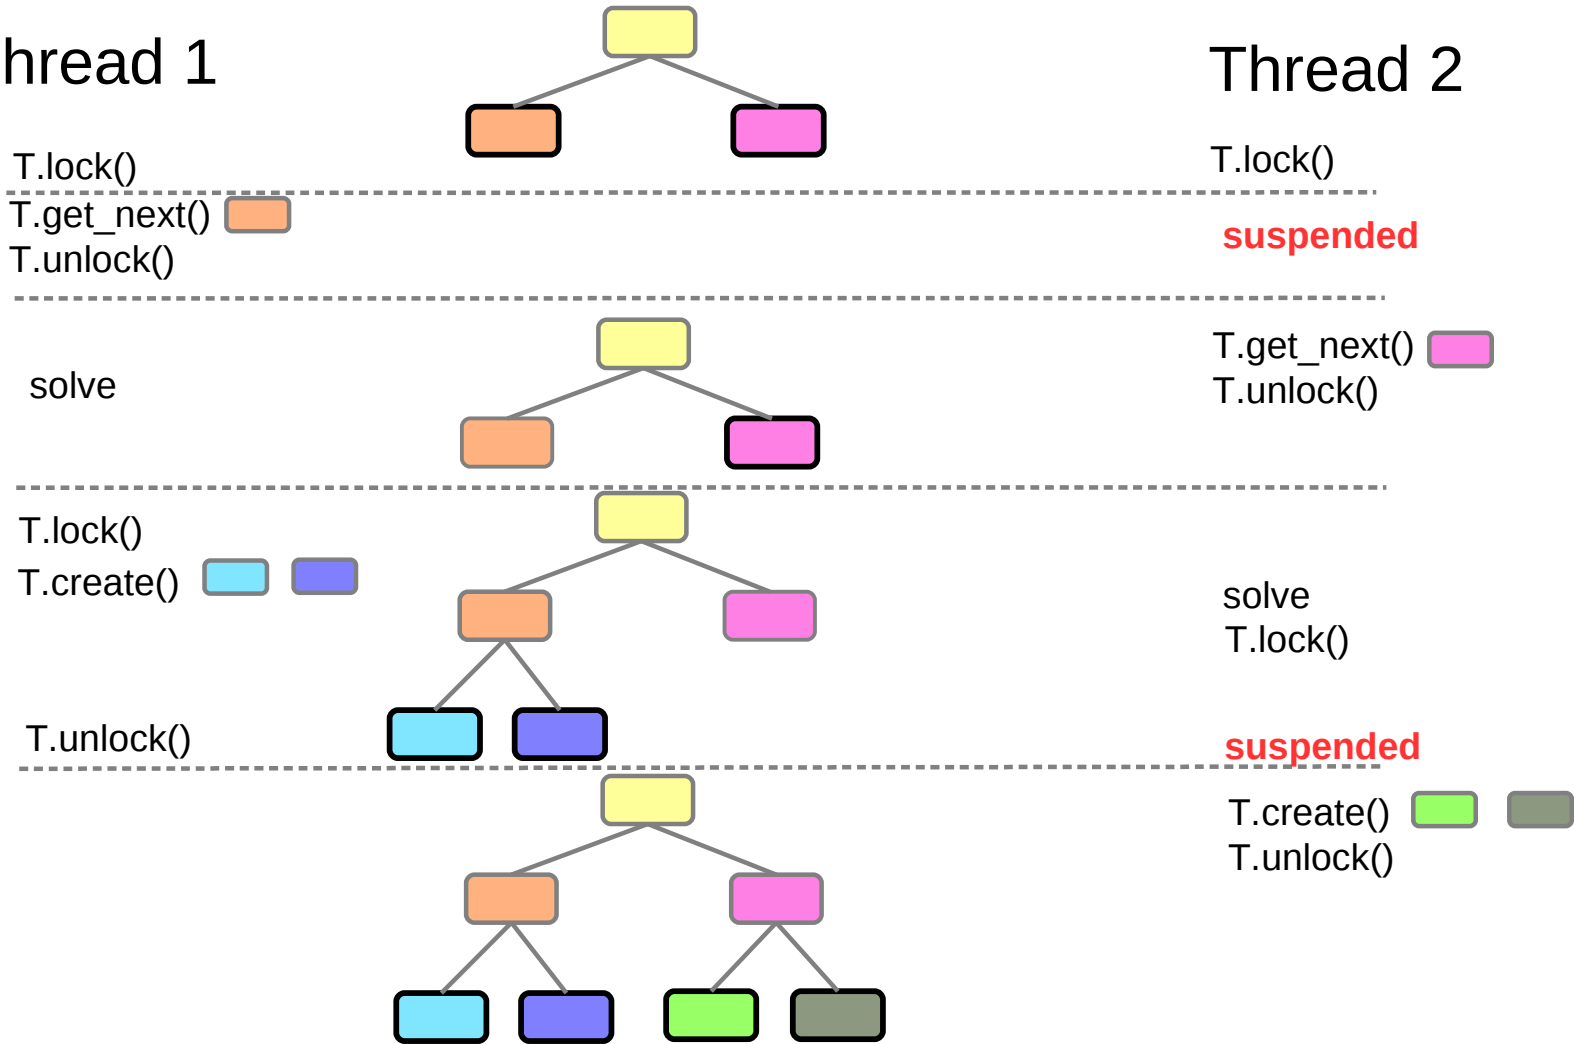 hread 1
Thread 2
T.lock()
T.lock()
T.get_next()
T.unlock()
suspended
solve
T.get_next()
T.unlock()
T.lock()
T.create()
solve
T.lock()
T.unlock()
suspended
T.create()
T.unlock()